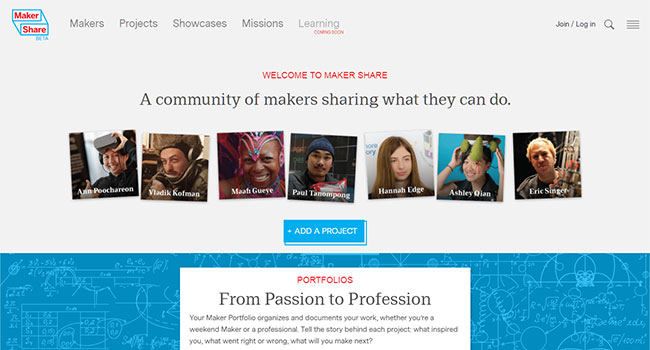 Maker
Share
BETA
Makers Projects Showcases Missions Learning
COMING SOON
Join / Log in
WELCOME TO MAKER SHARE
A community of makers sharing what they can do.
Ann Poochareon
Vladik Kofman
Maafi Gueye
Paul Tanompong
Hannah Edge
Ashley Qian
Eric Singer
+ ADD A PROJECT
PORTFOLIOS
From Passion to Profession
Your Maker Portfolio organizes and documents your work, whether you're a
weekend Maker or a professional. Tell the story behind each project: what inspired
you, what went right or wrong, what will you make next?